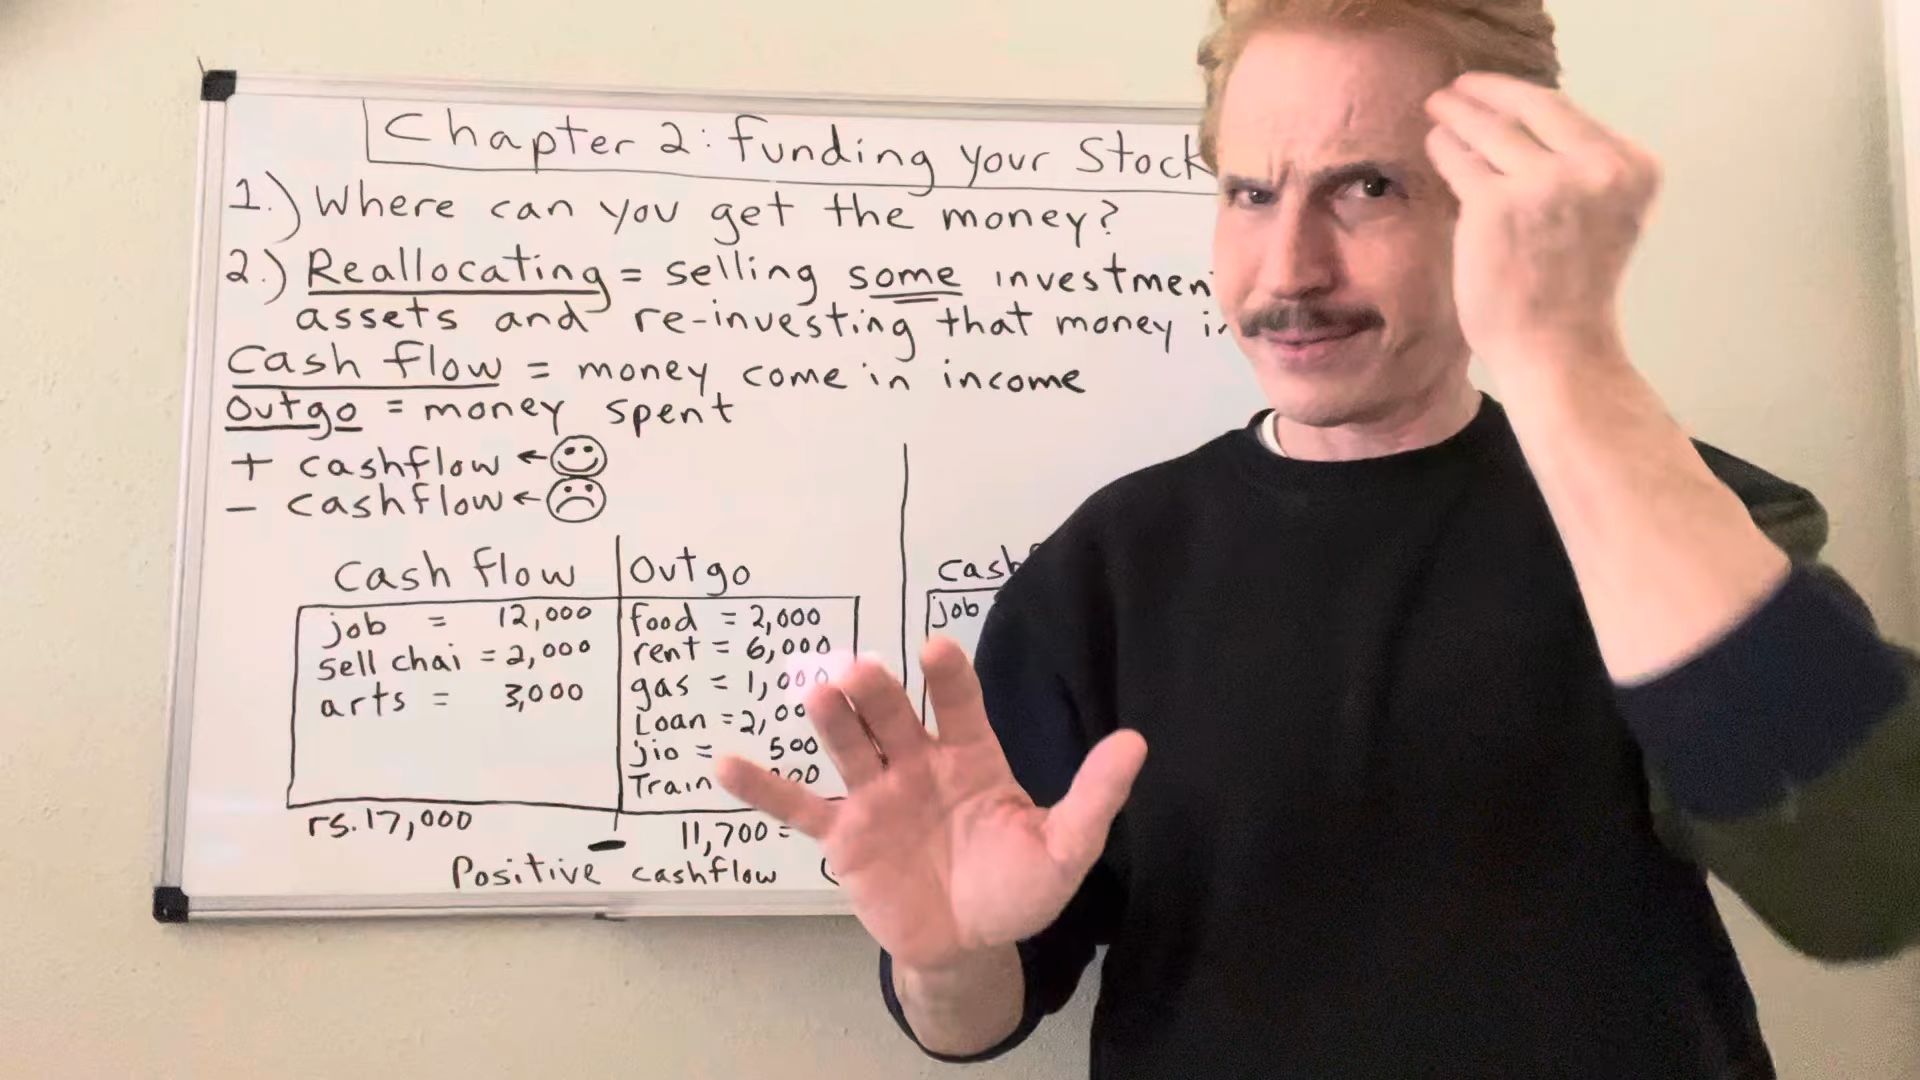 Chapter 2: Funding your Stock
1.) Where can you get the money?
2.) Reallocating = selling some investmen
assets and re-investing that money
Cash flow = money come in income
Outgo = money spent
+ cashflow ←
- cashflow ←
Cash flow
job = 12,000
sell chai = 2,000
arts = 3,000
rs. 17,000
Outgo
food = 2,000
rent = 6,000
gas = 1,000
Loan = 2,00
jio = 500
Train 00
- 11,700 =
Positive cashflow (
Cash
job